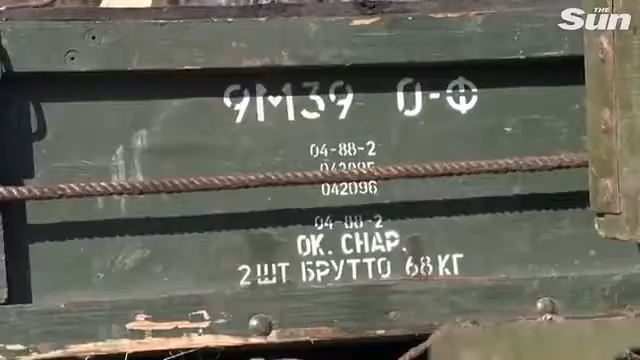 THE Sun
9М39 О-Ф
04-88-2
042095
042096
04-88-2
ОК. СНАР.
2ШТ БРУТТО 68КГ